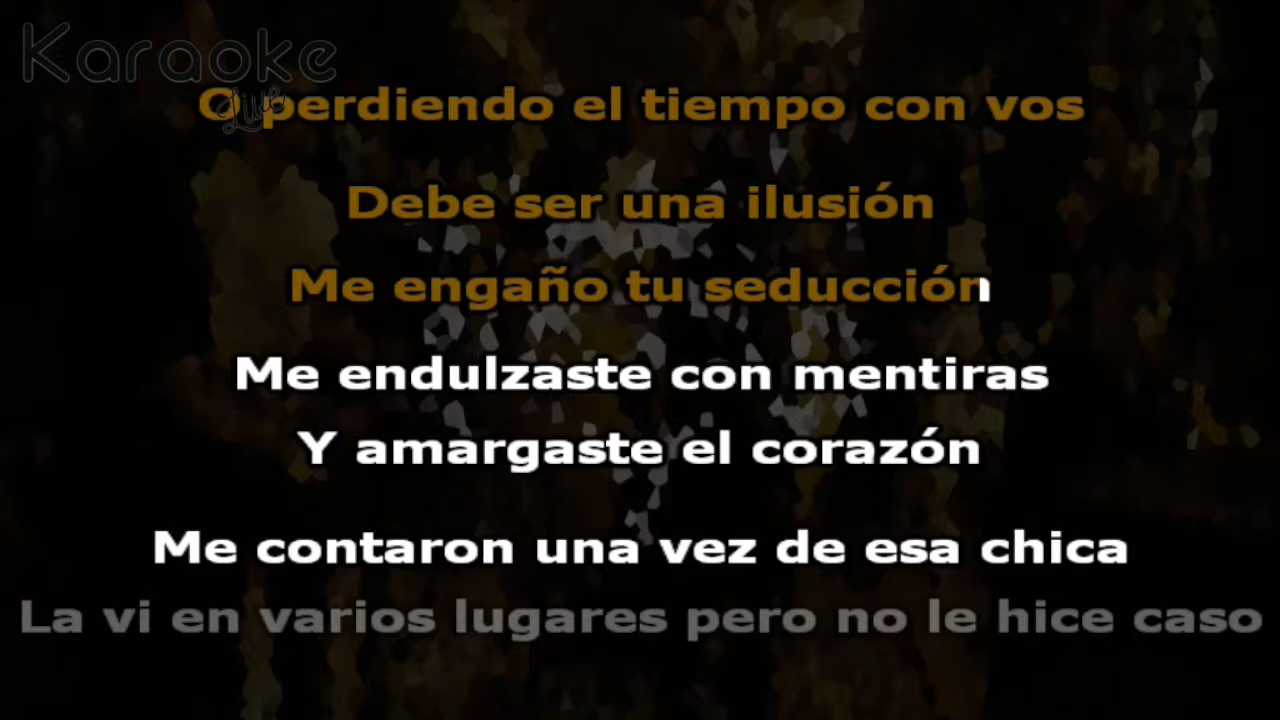 Karaoke
Live
O perdiendo el tiempo con vos
Debe ser una ilusión
Me engaño tu seducción
Me endulzaste con mentiras
Y amargaste el corazón
Me contaron una vez de esa chica
La vi en varios lugares pero no le hice caso